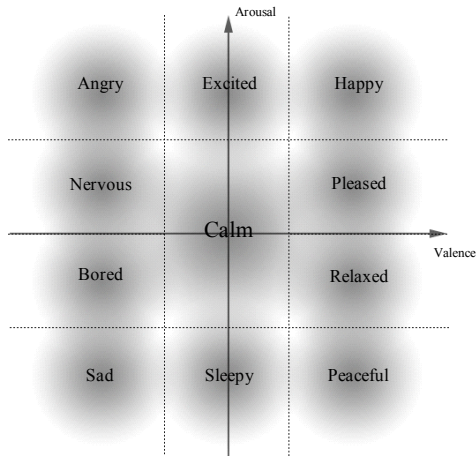 Arousal
Angry
Excited
Happy
Nervous
Pleased
Calm
Valence
Bored
Relaxed
Sad
Sleepy
Peaceful